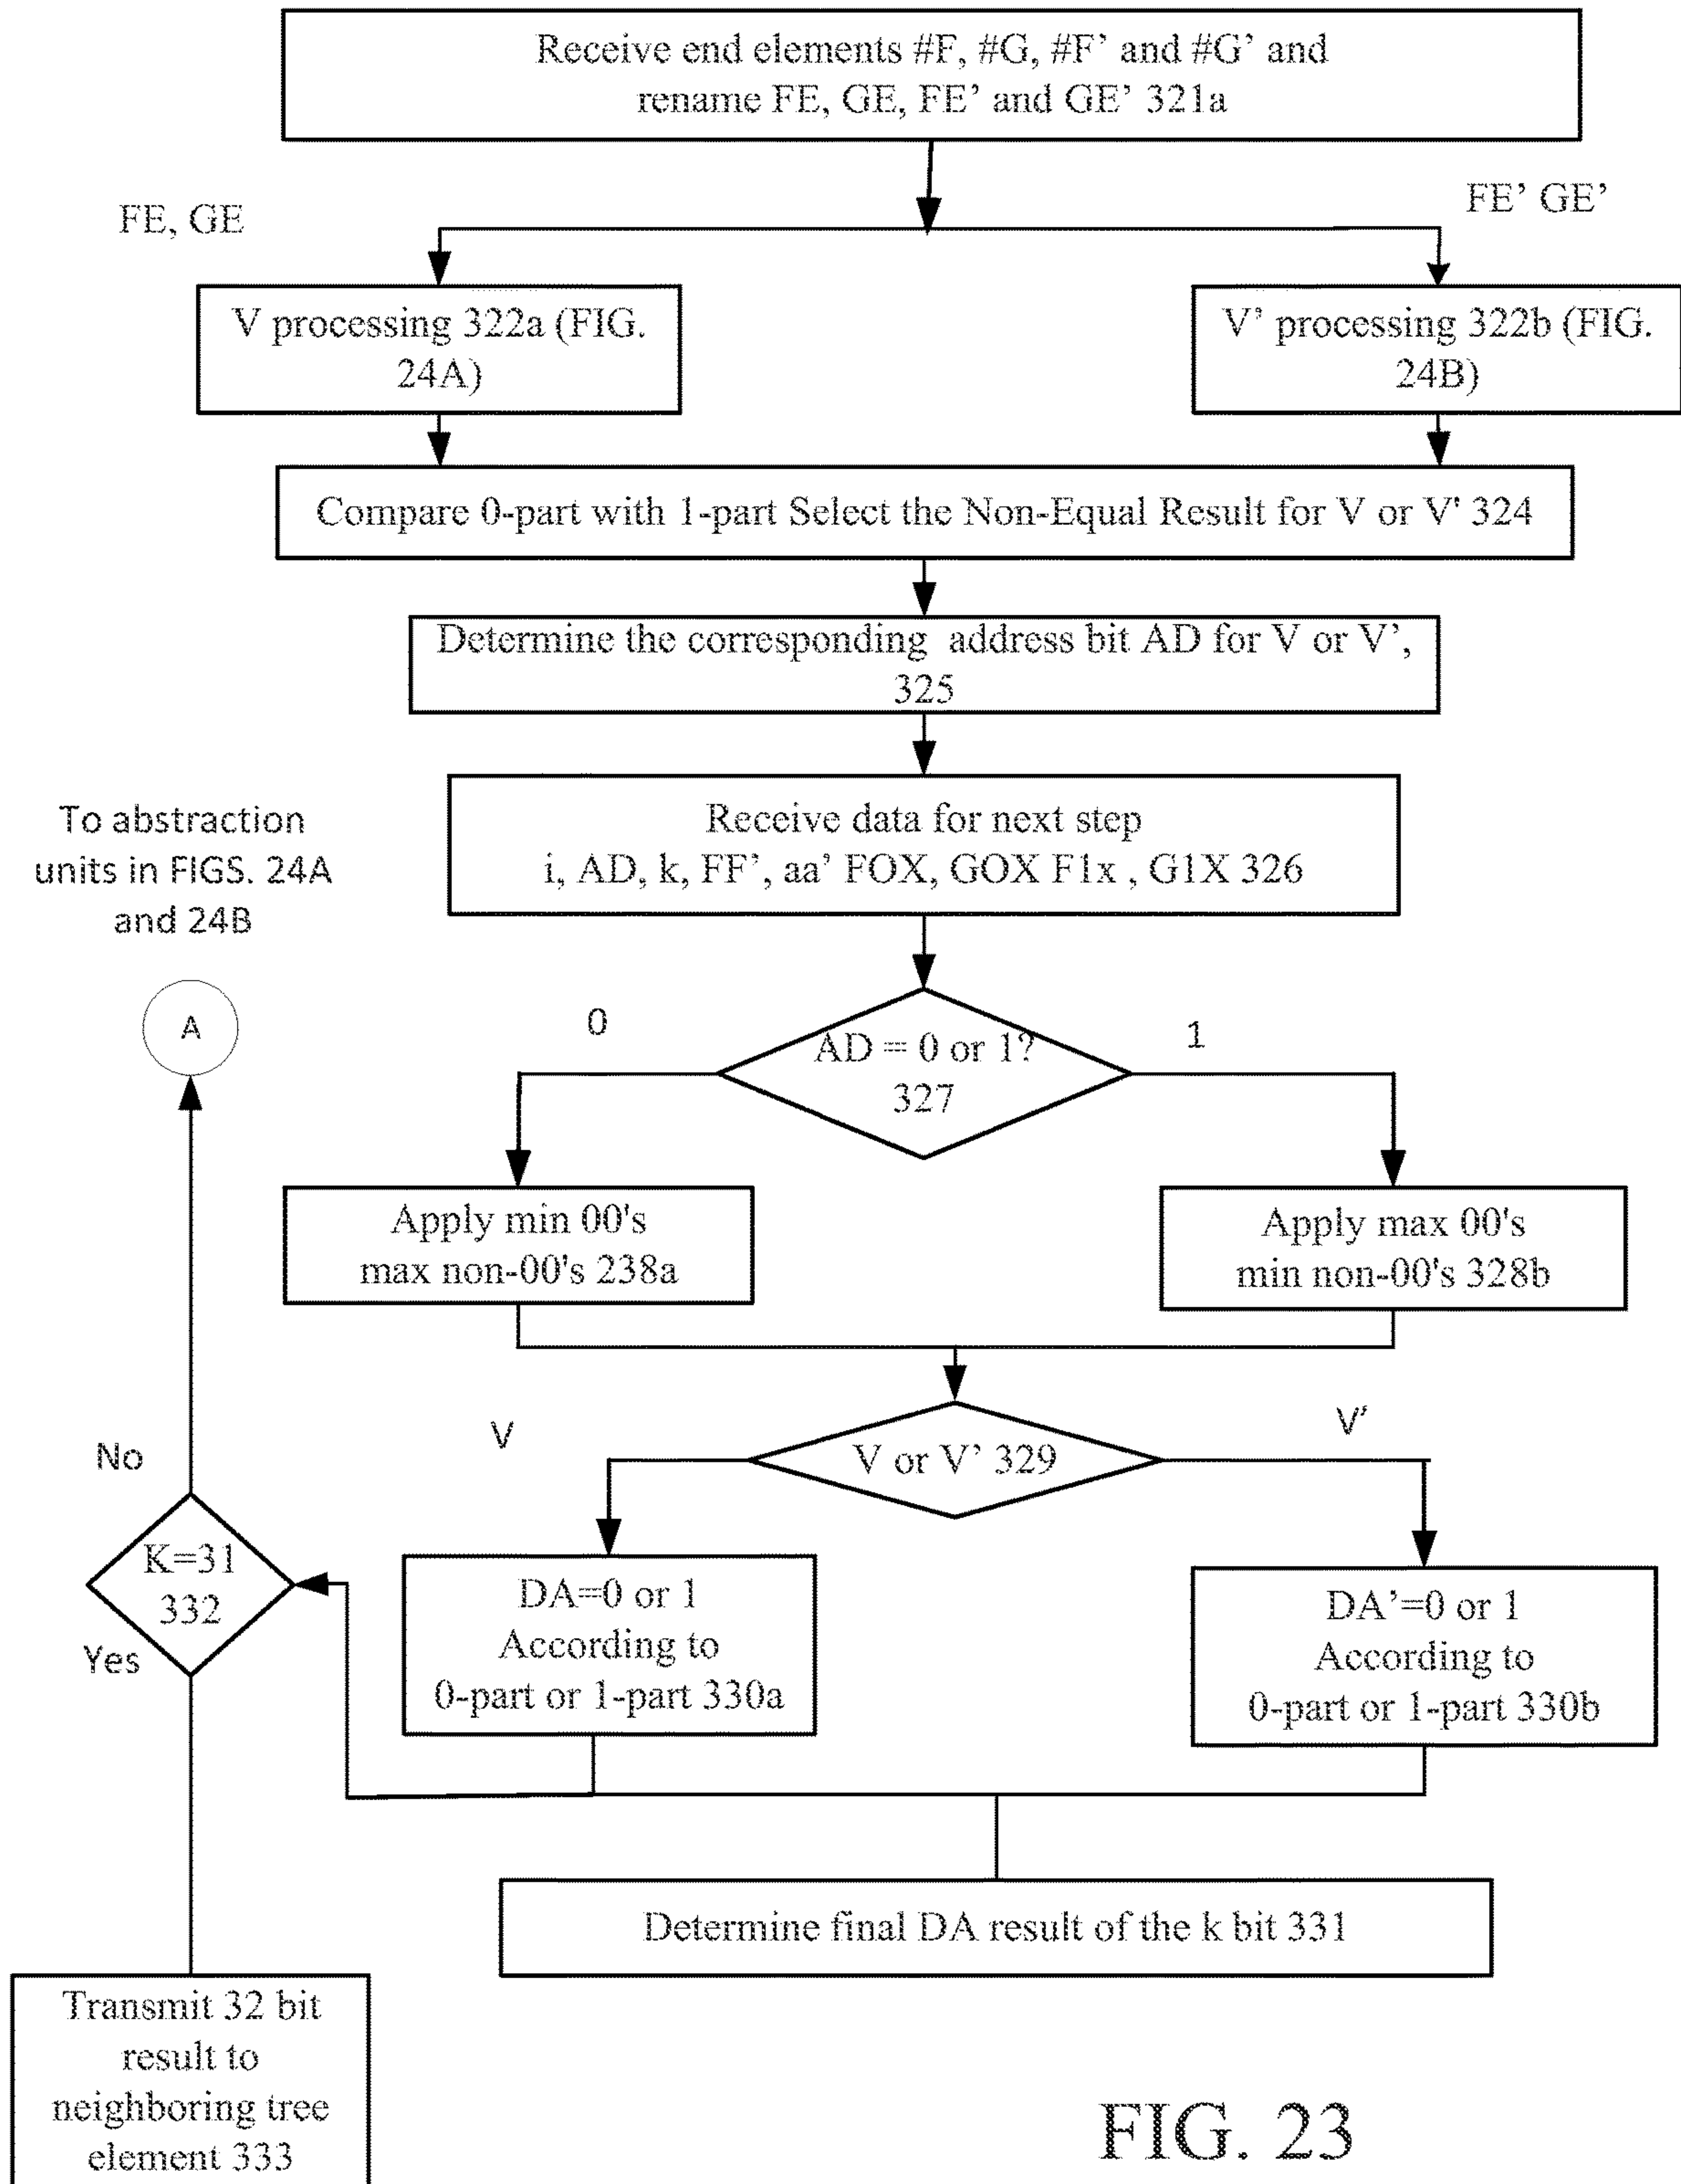 Receive end elements #F, #G, #F’ and #G’ and
rename FE, GE, FE’ and GE’ 321a
FE, GE
FE’ GE’
V processing 322a (FIG.
24A)
V’ processing 322b (FIG.
24B)
Compare 0-part with 1-part Select the Non-Equal Result for V or V' 324
Determine the corresponding address bit AD for V or V’,
325
Receive data for next step
i, AD, k, FF’, aa’ FOX, GOX F1x , G1X 326
To abstraction
units in FIGS. 24A
and 24B
A
0
AD = 0 or 1?
327
1
Apply min 00's
max non-00's 238a
Apply max 00's
min non-00's 328b
V
V or V’ 329
V’
No
K=31
332
Yes
DA=0 or 1
According to
0-part or 1-part 330a
DA’=0 or 1
According to
0-part or 1-part 330b
Determine final DA result of the k bit 331
Transmit 32 bit
result to
neighboring tree
element 333
FIG. 23